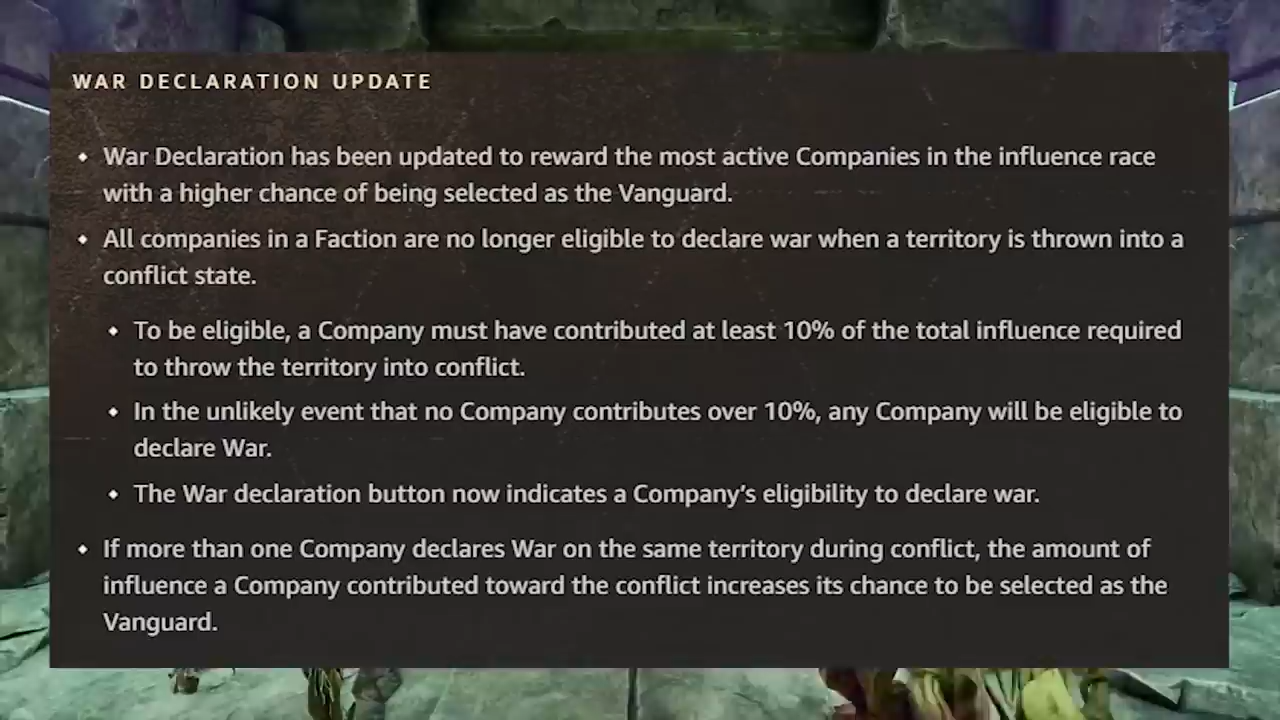 WAR DECLARATION UPDATE
War Declaration has been updated to reward the most active Companies in the influence race
with a higher chance of being selected as the Vanguard.
All companies in a Faction are no longer eligible to declare war when a territory is thrown into a
conflict state.
To be eligible, a Company must have contributed at least 10% of the total influence required
to throw the territory into conflict.
In the unlikely event that no Company contributes over 10%, any Company will be eligible to
declare War.
The War declaration button now indicates a Company's eligibility to declare war.
If more than one Company declares War on the same territory during conflict, the amount of
influence a Company contributed toward the conflict increases its chance to be selected as the
Vanguard.